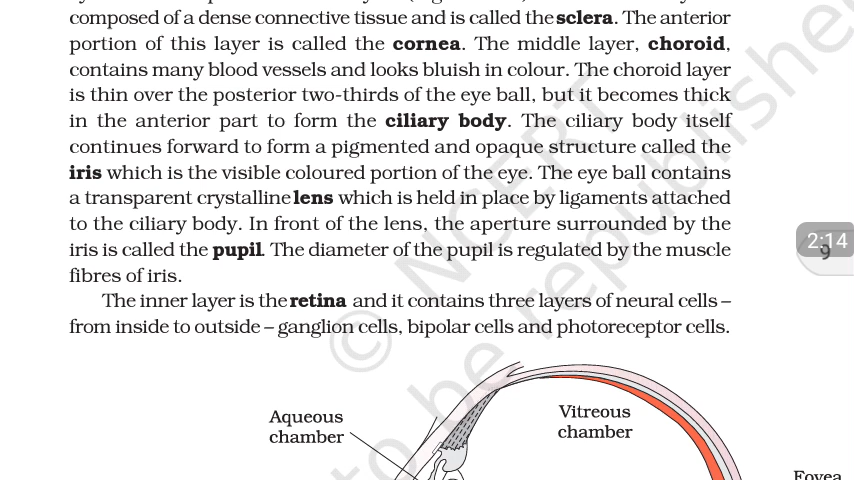 composed of a dense connective tissue and is called the sclera. The anterior
portion of this layer is called the cornea. The middle layer, choroid,
contains many blood vessels and looks bluish in colour. The choroid layer
is thin over the posterior two-thirds of the eye ball, but it becomes thick
in the anterior part to form the ciliary body. The ciliary body itself
continues forward to form a pigmented and opaque structure called the
iris which is the visible coloured portion of the eye. The eye ball contains
a transparent crystalline lens which is held in place by ligaments attached
to the ciliary body. In front of the lens, the aperture surrounded by the
iris is called the pupil. The diameter of the pupil is regulated by the muscle
fibres of iris.
The inner layer is the retina and it contains three layers of neural cells –
from inside to outside – ganglion cells, bipolar cells and photoreceptor cells.
Aqueous
chamber
Vitreous
chamber
Fovea
2:14
9
© NCERT
to be republished